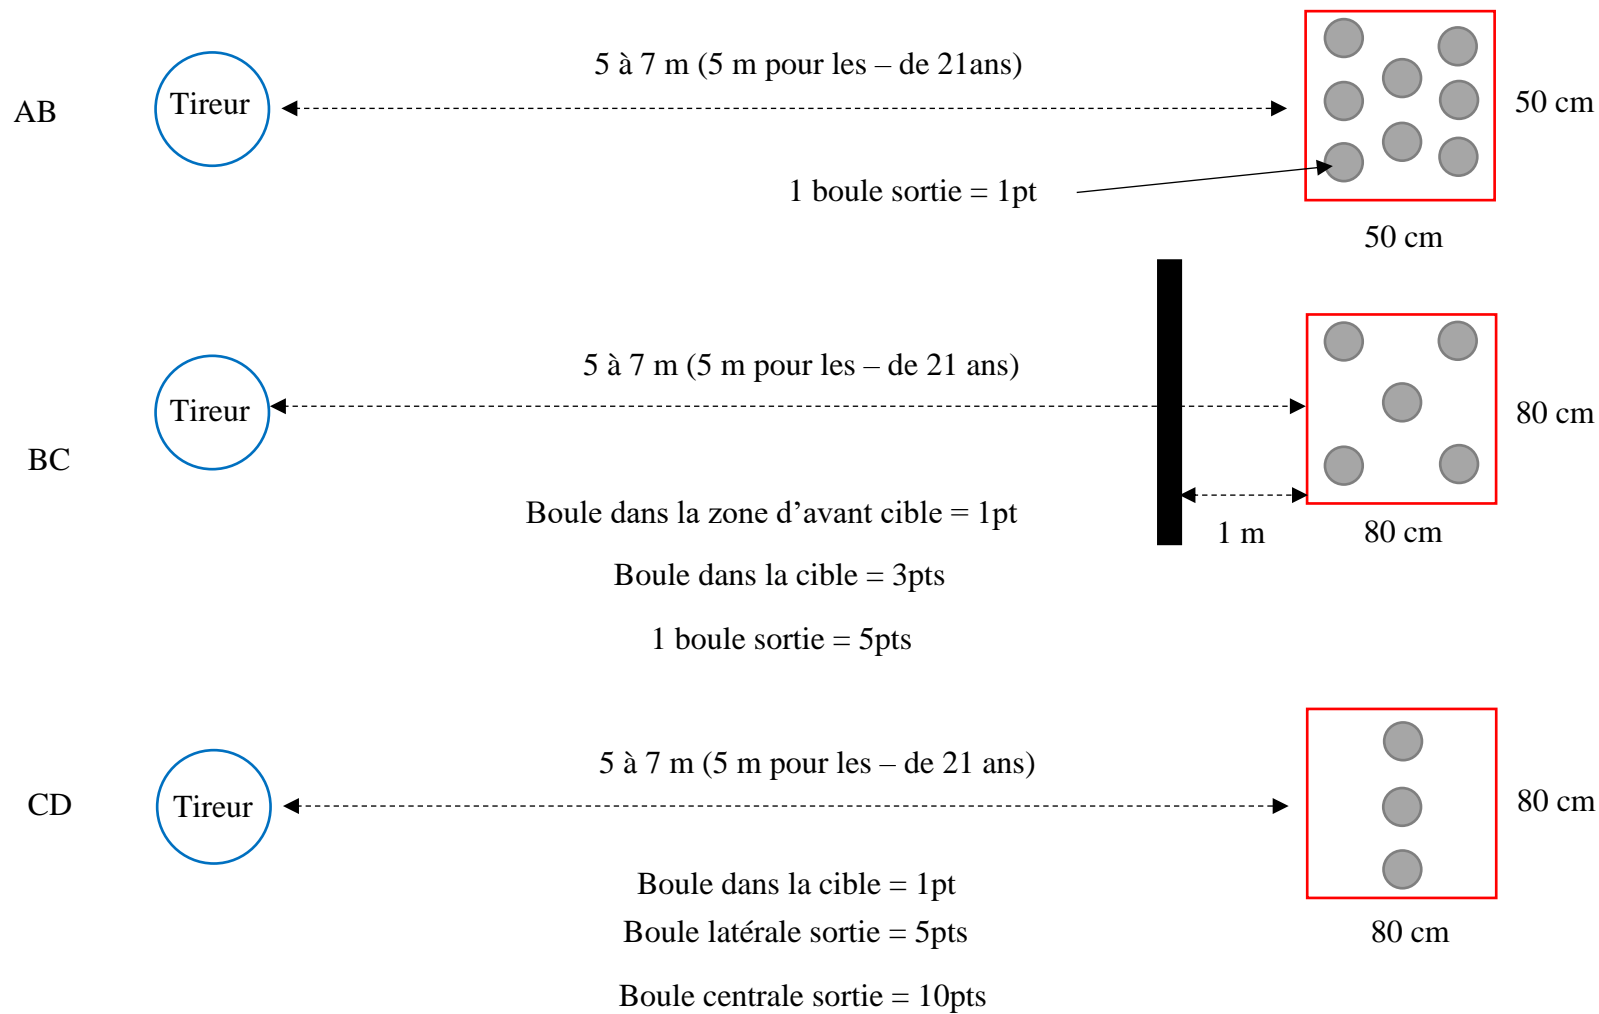 5 à 7 m (5 m pour les – de 21ans)
AB
Tireur
50 cm
1 boule sortie = 1pt
50 cm
5 à 7 m (5 m pour les – de 21 ans)
Tireur
80 cm
BC
Boule dans la zone d’avant cible = 1pt
1 m
80 cm
Boule dans la cible = 3pts
1 boule sortie = 5pts
5 à 7 m (5 m pour les – de 21 ans)
CD
Tireur
80 cm
Boule dans la cible = 1pt
Boule latérale sortie = 5pts
80 cm
Boule centrale sortie = 10pts